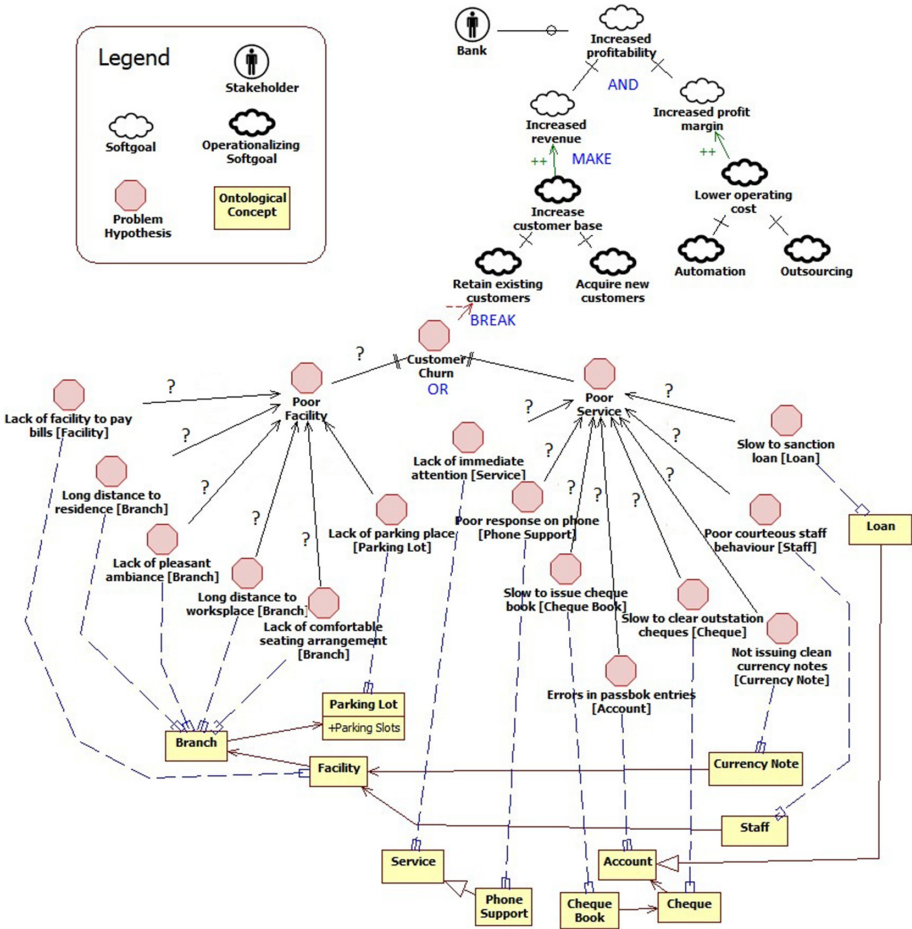 Legend
Stakeholder
Softgoal
Operationalizing
Softgoal
Problem
Hypothesis
Ontological
Concept
Bank
Increased
profitability
AND
Increased
revenue
Increased profit
margin
++
MAKE
++
Increase
customer base
Lower operating
cost
Retain existing
customers
Acquire new
customers
Automation
Outsourcing
BREAK
Customer
Churn
OR
?
?
Poor
Facility
Poor
Service
?
?
?
?
?
?
?
?
?
?
?
?
Lack of facility to pay
bills [Facility]
Long distance to
residence [Branch]
Lack of pleasant
ambiance [Branch]
Long distance to
worksplace [Branch]
Lack of comfortable
seating arrangement
[Branch]
Lack of parking place
[Parking Lot]
Lack of immediate
attention [Service]
Poor response on phone
[Phone Support]
Slow to issue cheque
book [Cheque Book]
Errors in passbok entries
[Account]
Slow to clear outstation
cheques [Cheque]
Not issuing clean
currency notes
[Currency Note]
Poor courteous staff
behaviour [Staff]
Slow to sanction
loan [Loan]
Loan
Parking Lot
+Parking Slots
Branch
Facility
Currency Note
Staff
Service
Account
Phone
Support
Cheque
Book
Cheque